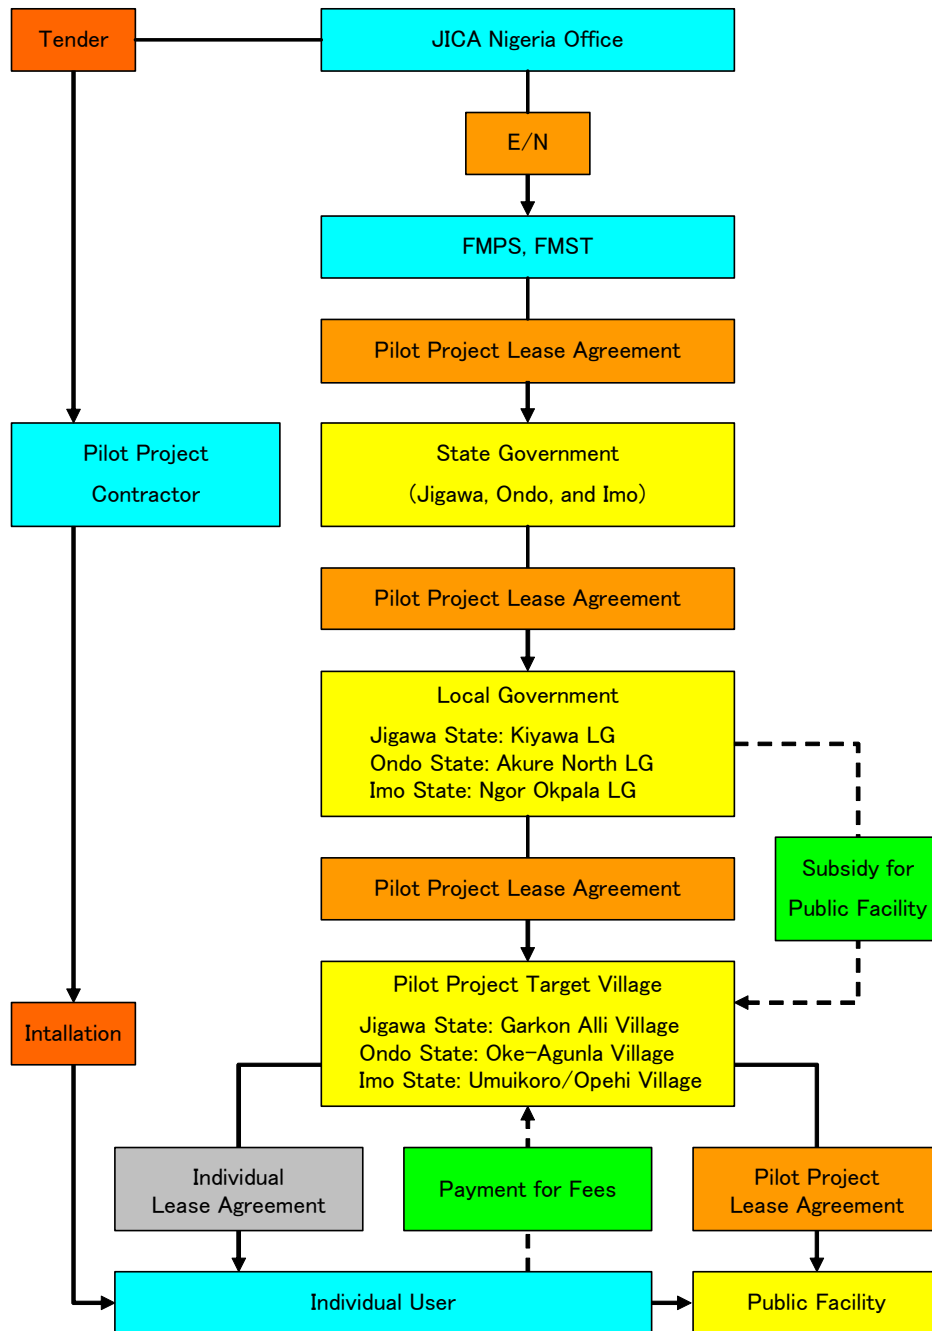 Tender
JICA Nigeria Office
E/N
FMPS, FMST
Pilot Project Lease Agreement
Pilot Project
Contractor
State Government
(Jigawa, Ondo, and Imo)
Pilot Project Lease Agreement
Local Government
Jigawa State: Kiyawa LG
Ondo State: Akure North LG
Imo State: Ngor Okpala LG
Subsidy for
Public Facility
Pilot Project Lease Agreement
Pilot Project Target Village
Jigawa State: Garkon Alli Village
Ondo State: Oke-Agunla Village
Imo State: Umuikoro/Opehi Village
Intallation
Individual
Lease Agreement
Payment for Fees
Pilot Project
Lease Agreement
Individual User
Public Facility